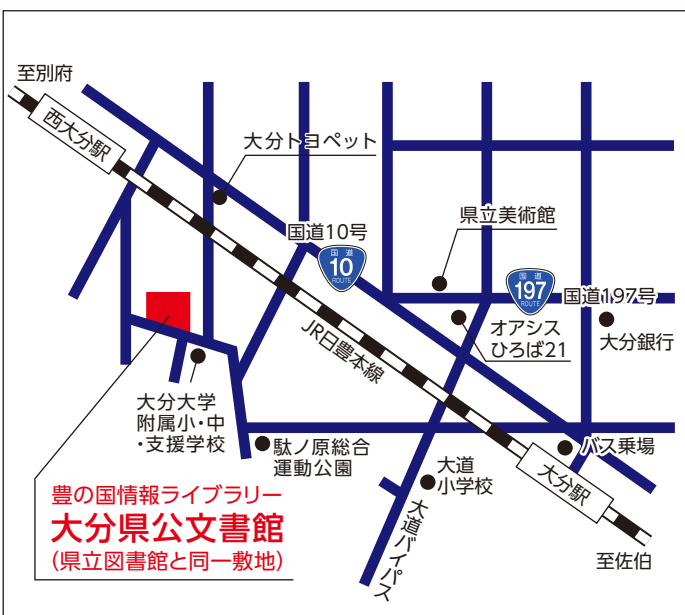 至別府
西大分駅
大分トヨペット
国道10号
国道
10
ROUTE
県立美術館
国道
197
ROUTE
国道197号
オアシス
ひろば21
大分銀行
JR日豊本線
大分大学
附属小・中
・支援学校
駄ノ原総合
運動公園
大道
小学校
バス乗場
大分駅
大道バイパス
至佐伯
豊の国情報ライブラリー
大分県公文書館
(県立図書館と同一敷地)